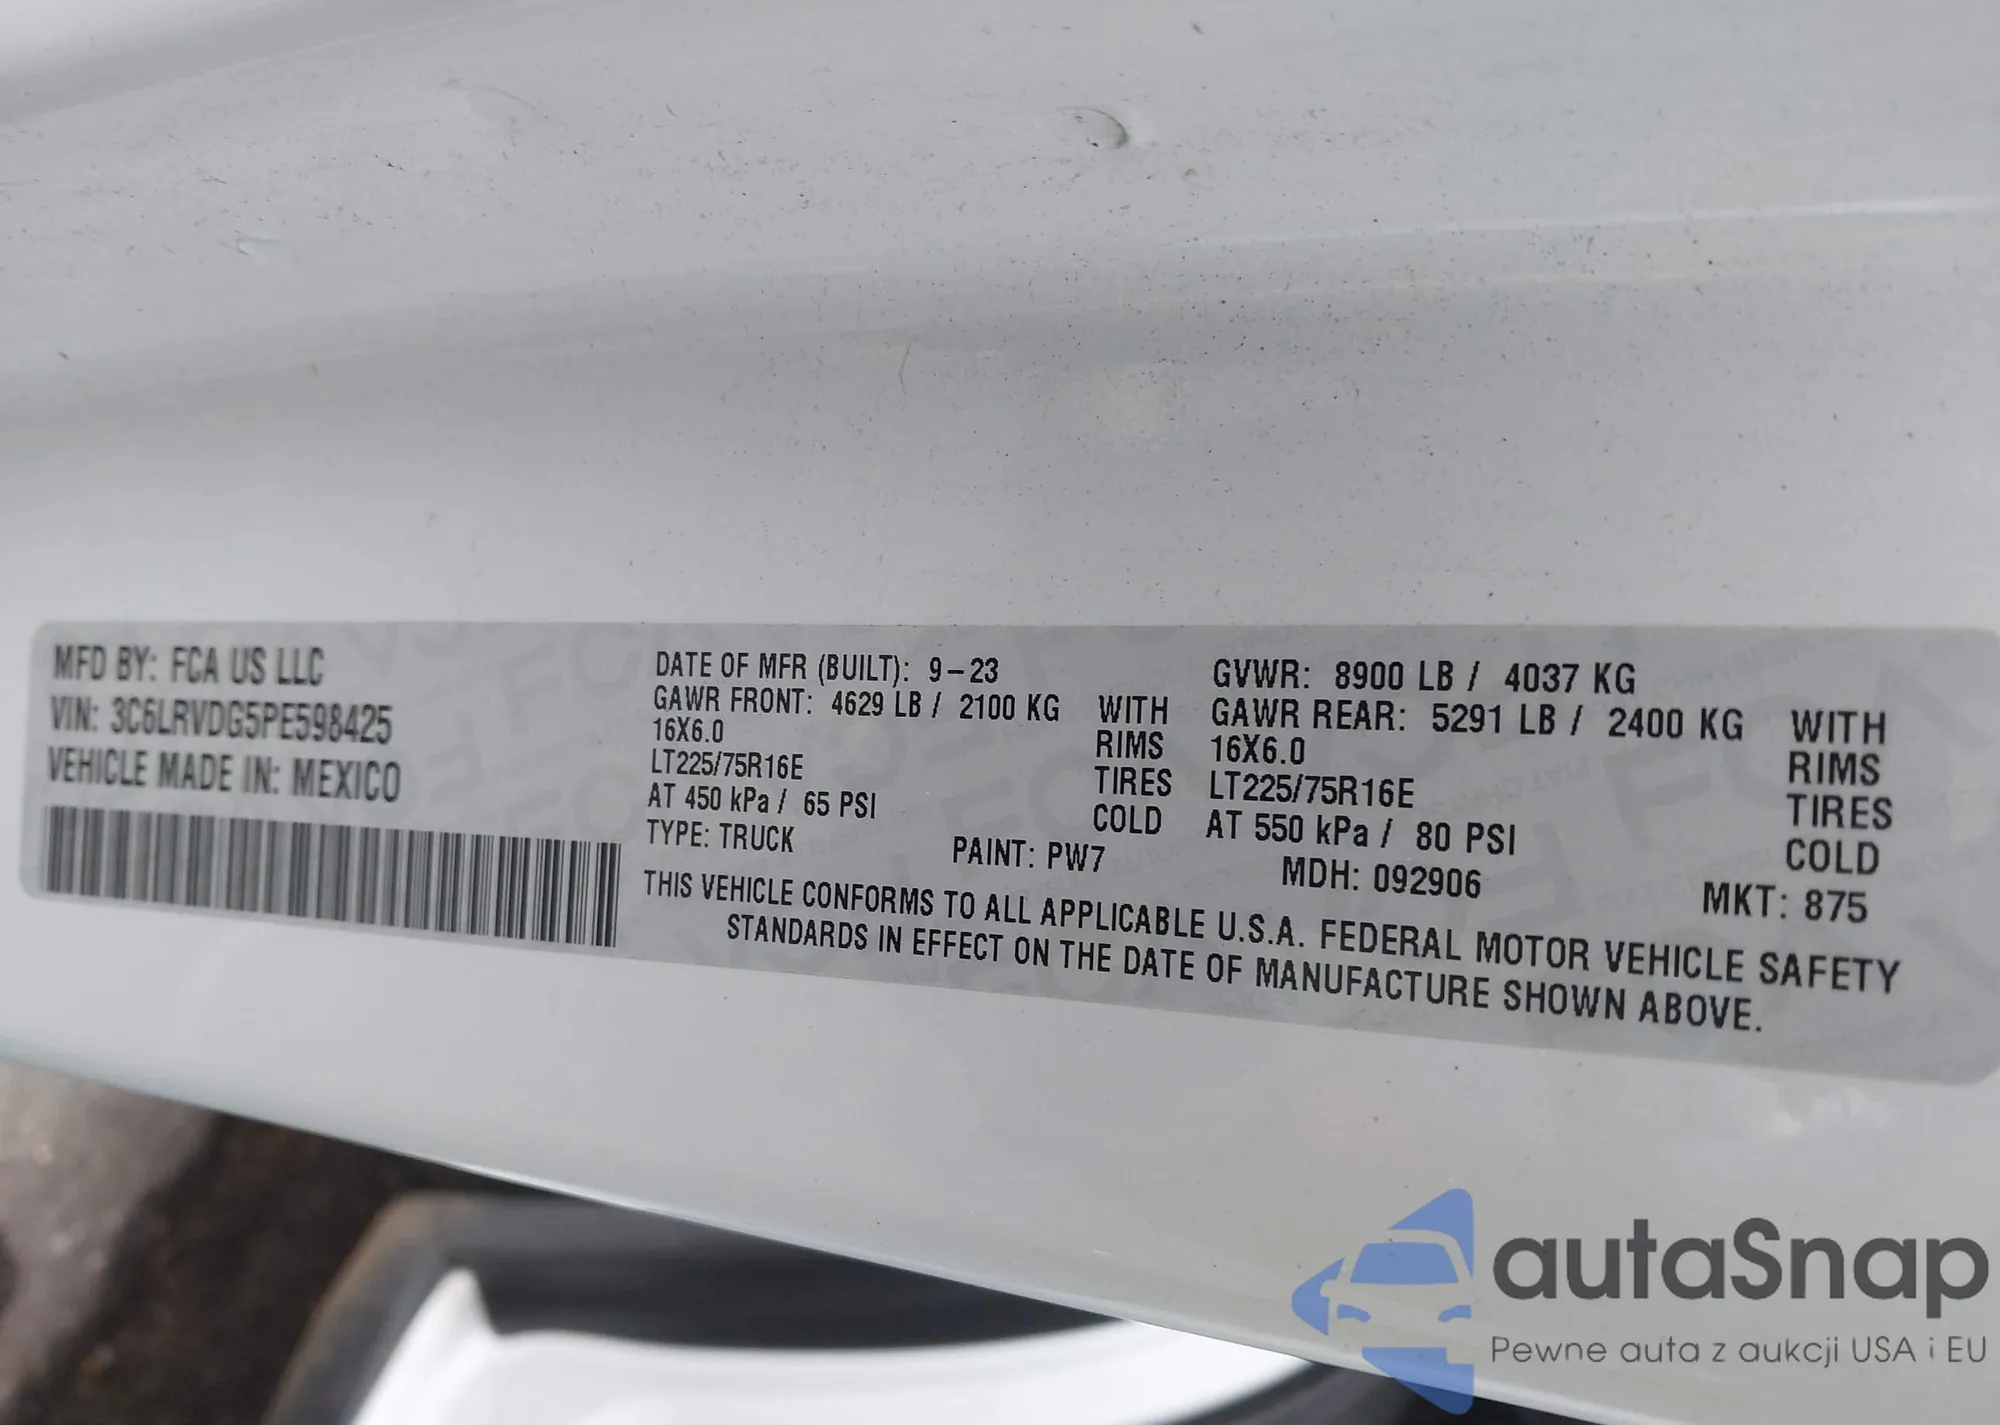 MFD BY: FCA US LLC
VIN: 3C6LRVDG5PE598425
VEHICLE MADE IN: MEXICO
DATE OF MFR (BUILT): 9-23
GAWR FRONT: 4629 LB / 2100 KG WITH
16X6.0 RIMS
LT225/75R16E TIRES
AT 450 kPa / 65 PSI COLD
TYPE: TRUCK PAINT: PW7
GVWR: 8900 LB / 4037 KG
GAWR REAR: 5291 LB / 2400 KG WITH
16X6.0 RIMS
LT225/75R16E TIRES
AT 550 kPa / 80 PSI COLD
MDH: 092906 MKT: 875
THIS VEHICLE CONFORMS TO ALL APPLICABLE U.S.A. FEDERAL MOTOR VEHICLE SAFETY
STANDARDS IN EFFECT ON THE DATE OF MANUFACTURE SHOWN ABOVE.
autaSnap
Pewne auta z aukcji USA i EU